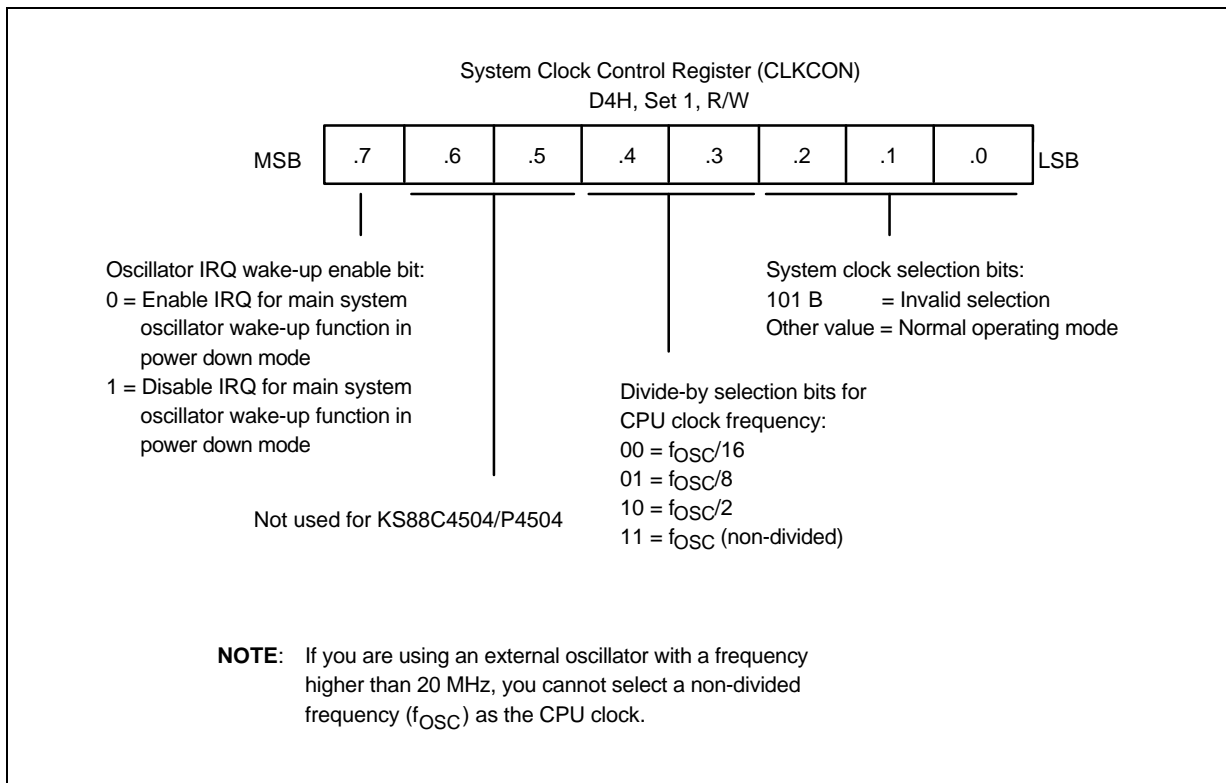 System Clock Control Register (CLKCON)
D4H, Set 1, R/W
MSB .7 .6 .5 .4 .3 .2 .1 .0 LSB
Oscillator IRQ wake-up enable bit:
0 = Enable IRQ for main system
oscillator wake-up function in
power down mode
1 = Disable IRQ for main system
oscillator wake-up function in
power down mode
Not used for KS88C4504/P4504
Divide-by selection bits for
CPU clock frequency:
00 = fOSC/16
01 = fOSC/8
10 = fOSC/2
11 = fOSC (non-divided)
System clock selection bits:
101 B = Invalid selection
Other value = Normal operating mode
NOTE: If you are using an external oscillator with a frequency
higher than 20 MHz, you cannot select a non-divided
frequency (fOSC) as the CPU clock.